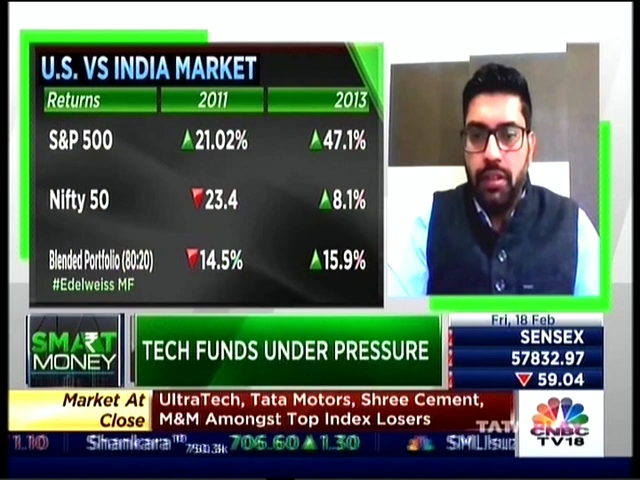 U.S. VS INDIA MARKET
Returns 2011 2013
S&P 500 ▲21.02% ▲47.1%
Nifty 50 ▼23.4 ▲8.1%
Blended Portfolio (80:20) ▼14.5% ▲15.9%
#Edelweiss MF
SMART MONEY
TECH FUNDS UNDER PRESSURE
Fri, 18 Feb
SENSEX
57832.97
▼ 59.04
Market At Close
UltraTech, Tata Motors, Shree Cement,
M&M Amongst Top Index Losers
CNBC
TV18
1.10 Shankara 706.60 ▲ 1.30